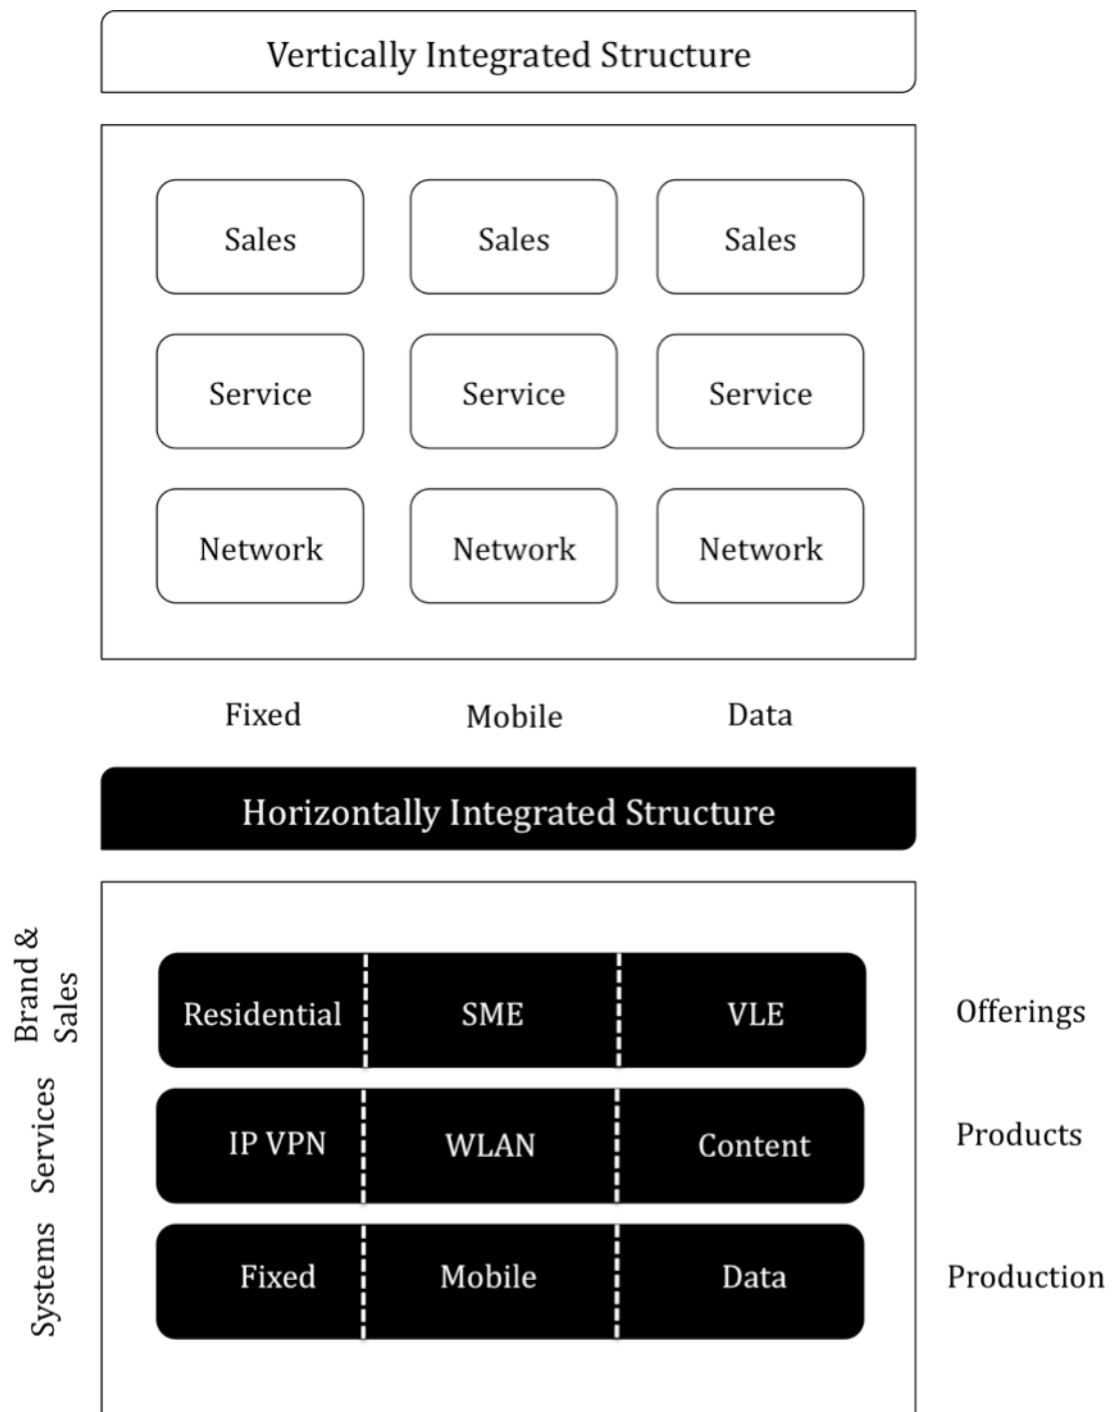 Vertically Integrated Structure
Sales Sales Sales
Service Service Service
Network Network Network
Fixed Mobile Data
Horizontally Integrated Structure
Brand &
Sales
Residential SME VLE
Offerings
Services
IP VPN WLAN Content
Products
Systems
Fixed Mobile Data
Production